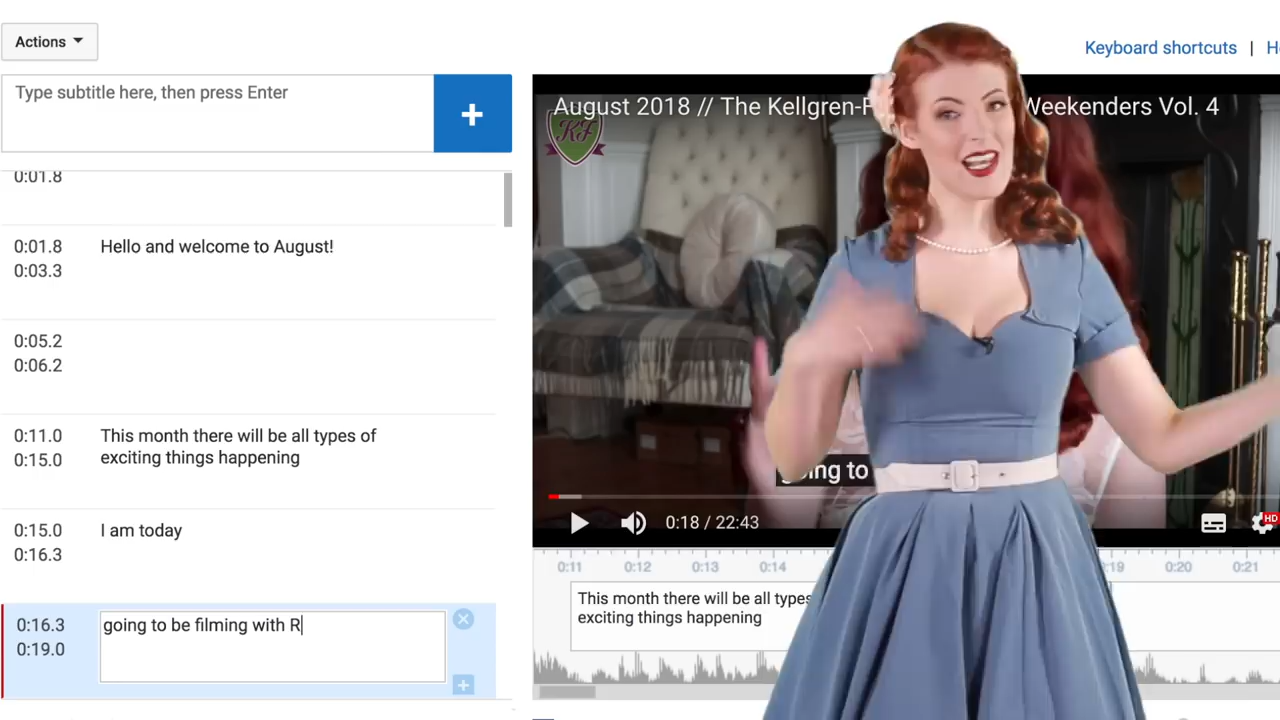 Actions
Keyboard shortcuts |
Type subtitle here, then press Enter
+
0:01.8
0:01.8 Hello and welcome to August!
0:03.3
0:05.2
0:06.2
0:11.0 This month there will be all types of
0:15.0 exciting things happening
0:15.0 I am today
0:16.3
0:16.3 going to be filming with R
0:19.0
August 2018 // The Kellgren- Weekenders Vol. 4
KF
going to
0:18 / 22:43
HD
0:11 0:12 0:13 0:14 :19 0:20 0:21
This month there will be all types
exciting things happening